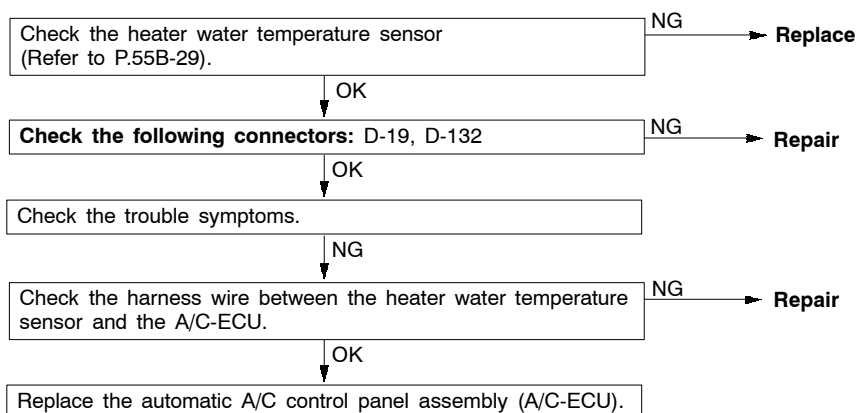 Check the heater water temperature sensor
(Refer to P.55B-29).
NG
Replace
OK
Check the following connectors: D-19, D-132
NG
Repair
OK
Check the trouble symptoms.
NG
Check the harness wire between the heater water temperature
sensor and the A/C-ECU.
NG
Repair
OK
Replace the automatic A/C control panel assembly (A/C-ECU).